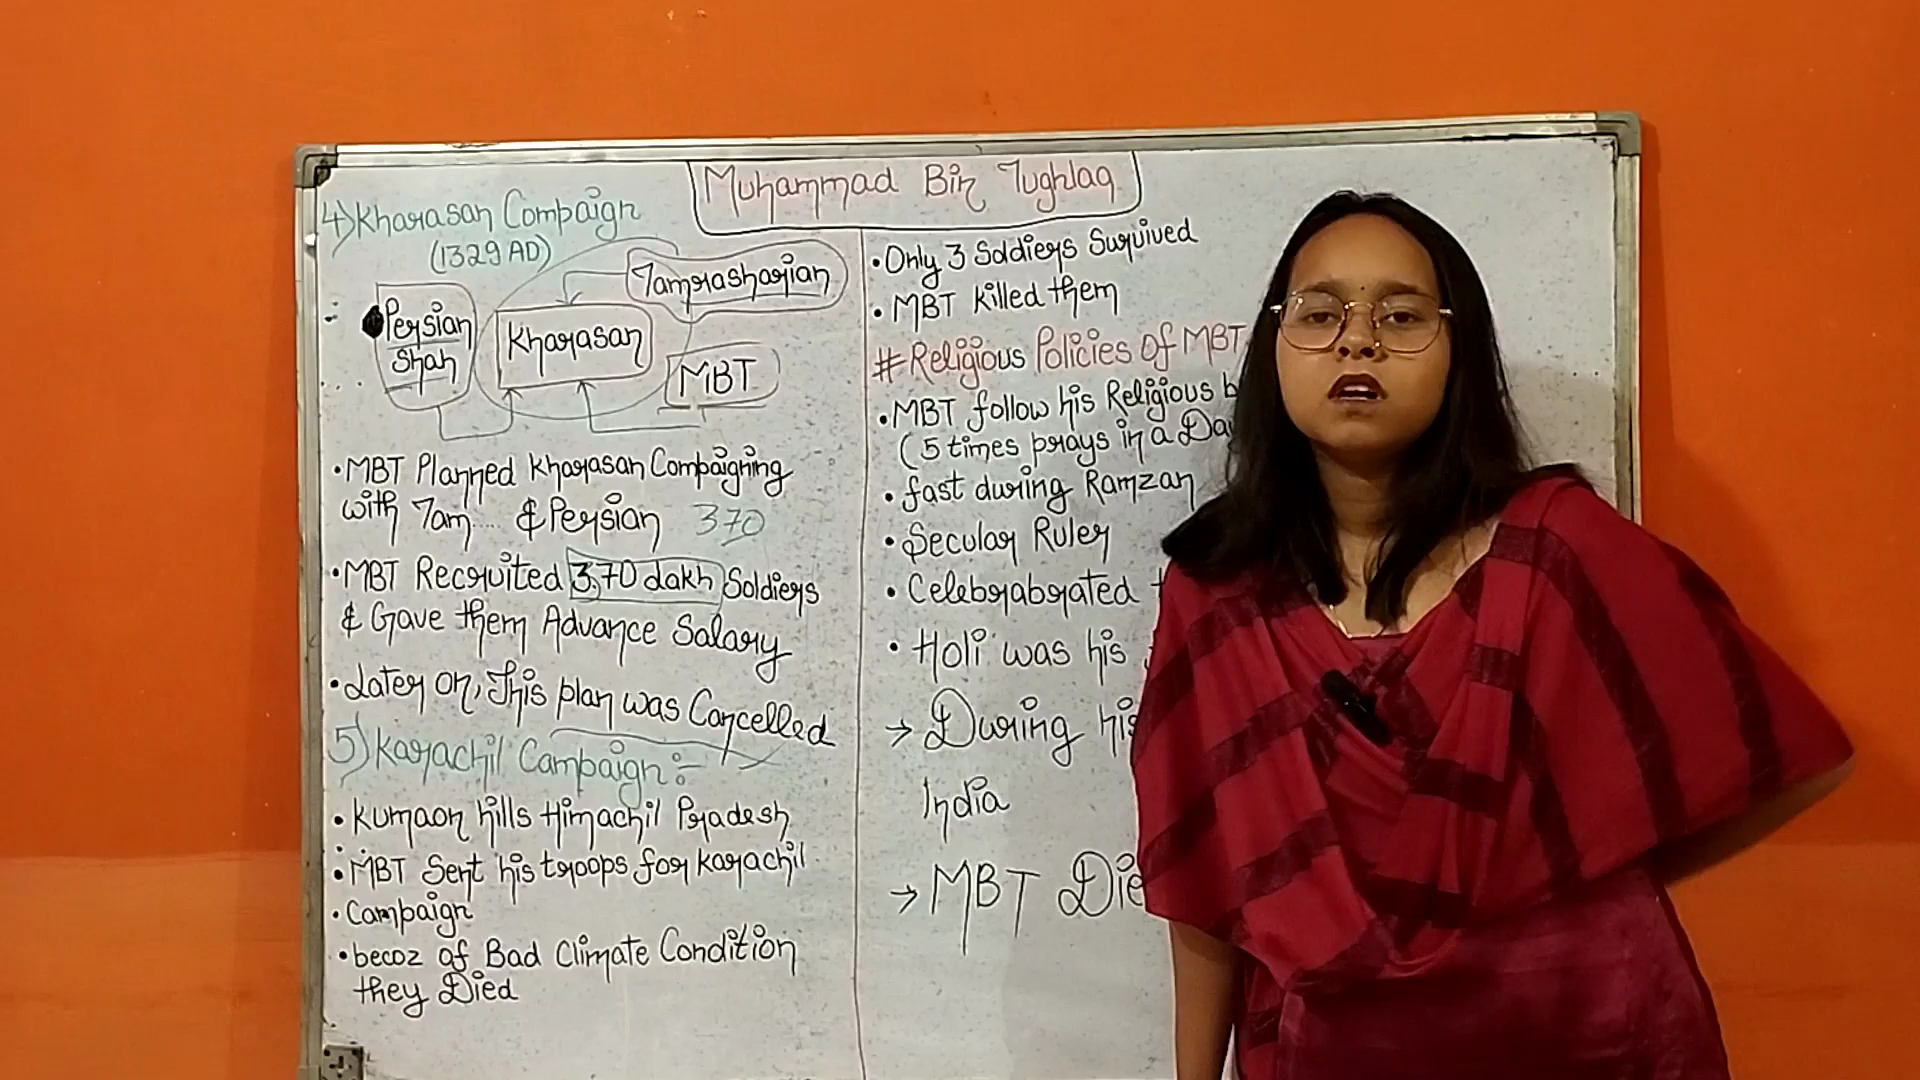 Muhammad Bin Tughlaq
4) Kharasan Compaign
(1329 AD)
Tamrasharian
Persian
Shah
Kharasan
MBT
• MBT Planned Kharasan Compaigning
with Tam.... & Persian 370
• MBT Recruited 3,70 Lakh Soldiers
& Gave them Advance Salary
• Later on, This plan was Cancelled
5) Karachil Campaign :-
• Kumaon hills Himachil Pradesh
• MBT Sent his troops for Karachil
• Campaign
• becoz of Bad Climate Condition
they Died
• Only 3 Soldiers Survived
• MBT Killed them
# Religious Policies Of MBT
• MBT follow his Religious
(5 times prays in a
• fast during Ramzan
• Secular Ruler
• Celebrabrated
• Holi was his
→ During his
India
→ MBT